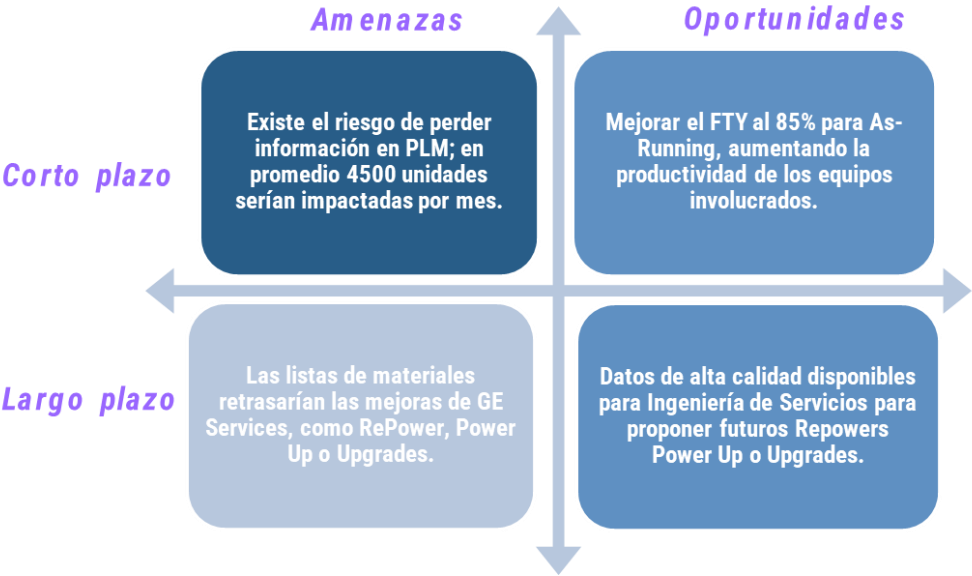 Amenazas
Oportunidades
Corto plazo
Existe el riesgo de perder
información en PLM; en
promedio 4500 unidades
serían impactadas por mes.
Mejorar el FTY al 85% para As-
Running, aumentando la
productividad de los equipos
involucrados.
Largo plazo
Las listas de materiales
retrasarían las mejoras de GE
Services, como RePower, Power
Up o Upgrades.
Datos de alta calidad disponibles
para Ingeniería de Servicios para
proponer futuros Repowers
Power Up o Upgrades.